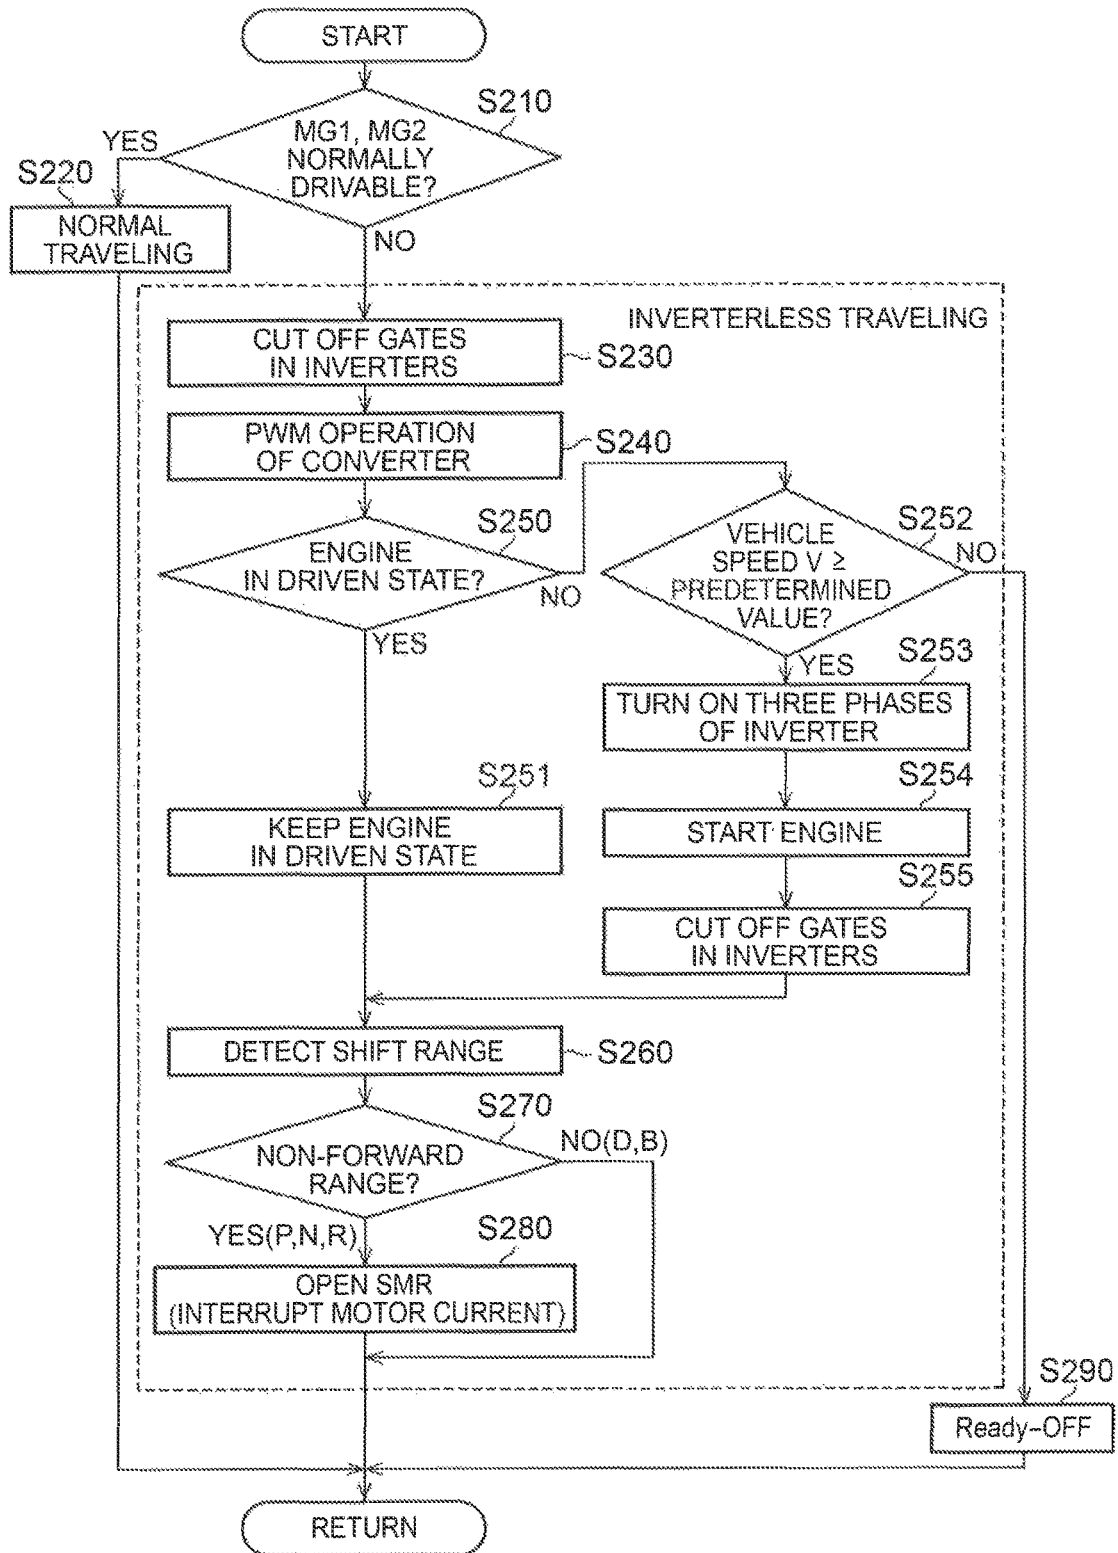 START
S210
YES
MG1, MG2
NORMALLY
DRIVABLE?
S220
NORMAL
TRAVELING
NO
INVERTERLESS TRAVELING
CUT OFF GATES
IN INVERTERS
S230
PWM OPERATION
OF CONVERTER
S240
S250
ENGINE
IN DRIVEN STATE?
NO
YES
S252
VEHICLE
SPEED V ≥
PREDETERMINED
VALUE?
NO
YES
S253
TURN ON THREE PHASES
OF INVERTER
S251
KEEP ENGINE
IN DRIVEN STATE
S254
START ENGINE
S255
CUT OFF GATES
IN INVERTERS
DETECT SHIFT RANGE
S260
S270
NON-FORWARD
RANGE?
NO(D,B)
YES(P,N,R)
S280
OPEN SMR
(INTERRUPT MOTOR CURRENT)
S290
Ready-OFF
RETURN